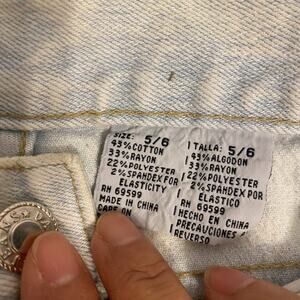 SIZE: 5/6
43%COTTON
33%RAYON
22%POLYESTER
2%SPANDEX FOR
ELASTICITY
RN 69599
MADE IN CHINA
CARE ON
TALLA: 5/6
43%ALGODON
33%RAYON
22%POLYESTER
2%SPANDEX POR
ELASTICO
RN 69599
HECHO EN CHINA
PRECAUCIONES A
REVERSO